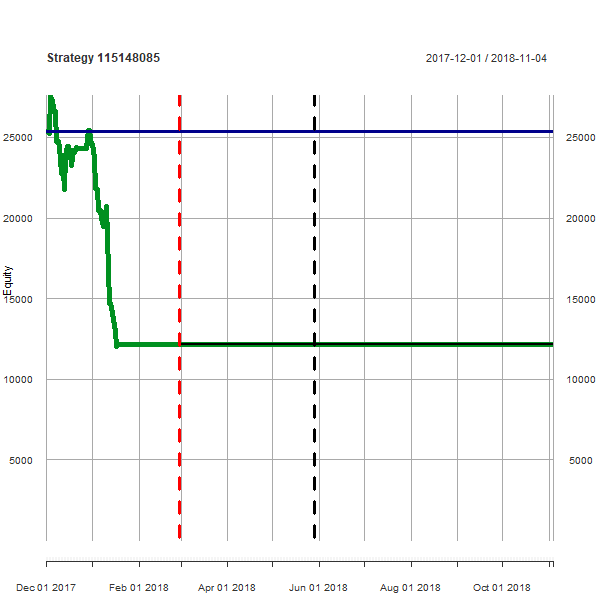 Strategy 115148085
2017-12-01 / 2018-11-04
Equity
25000
20000
15000
10000
5000
25000
20000
15000
10000
5000
Dec 01 2017
Feb 01 2018
Apr 01 2018
Jun 01 2018
Aug 01 2018
Oct 01 2018